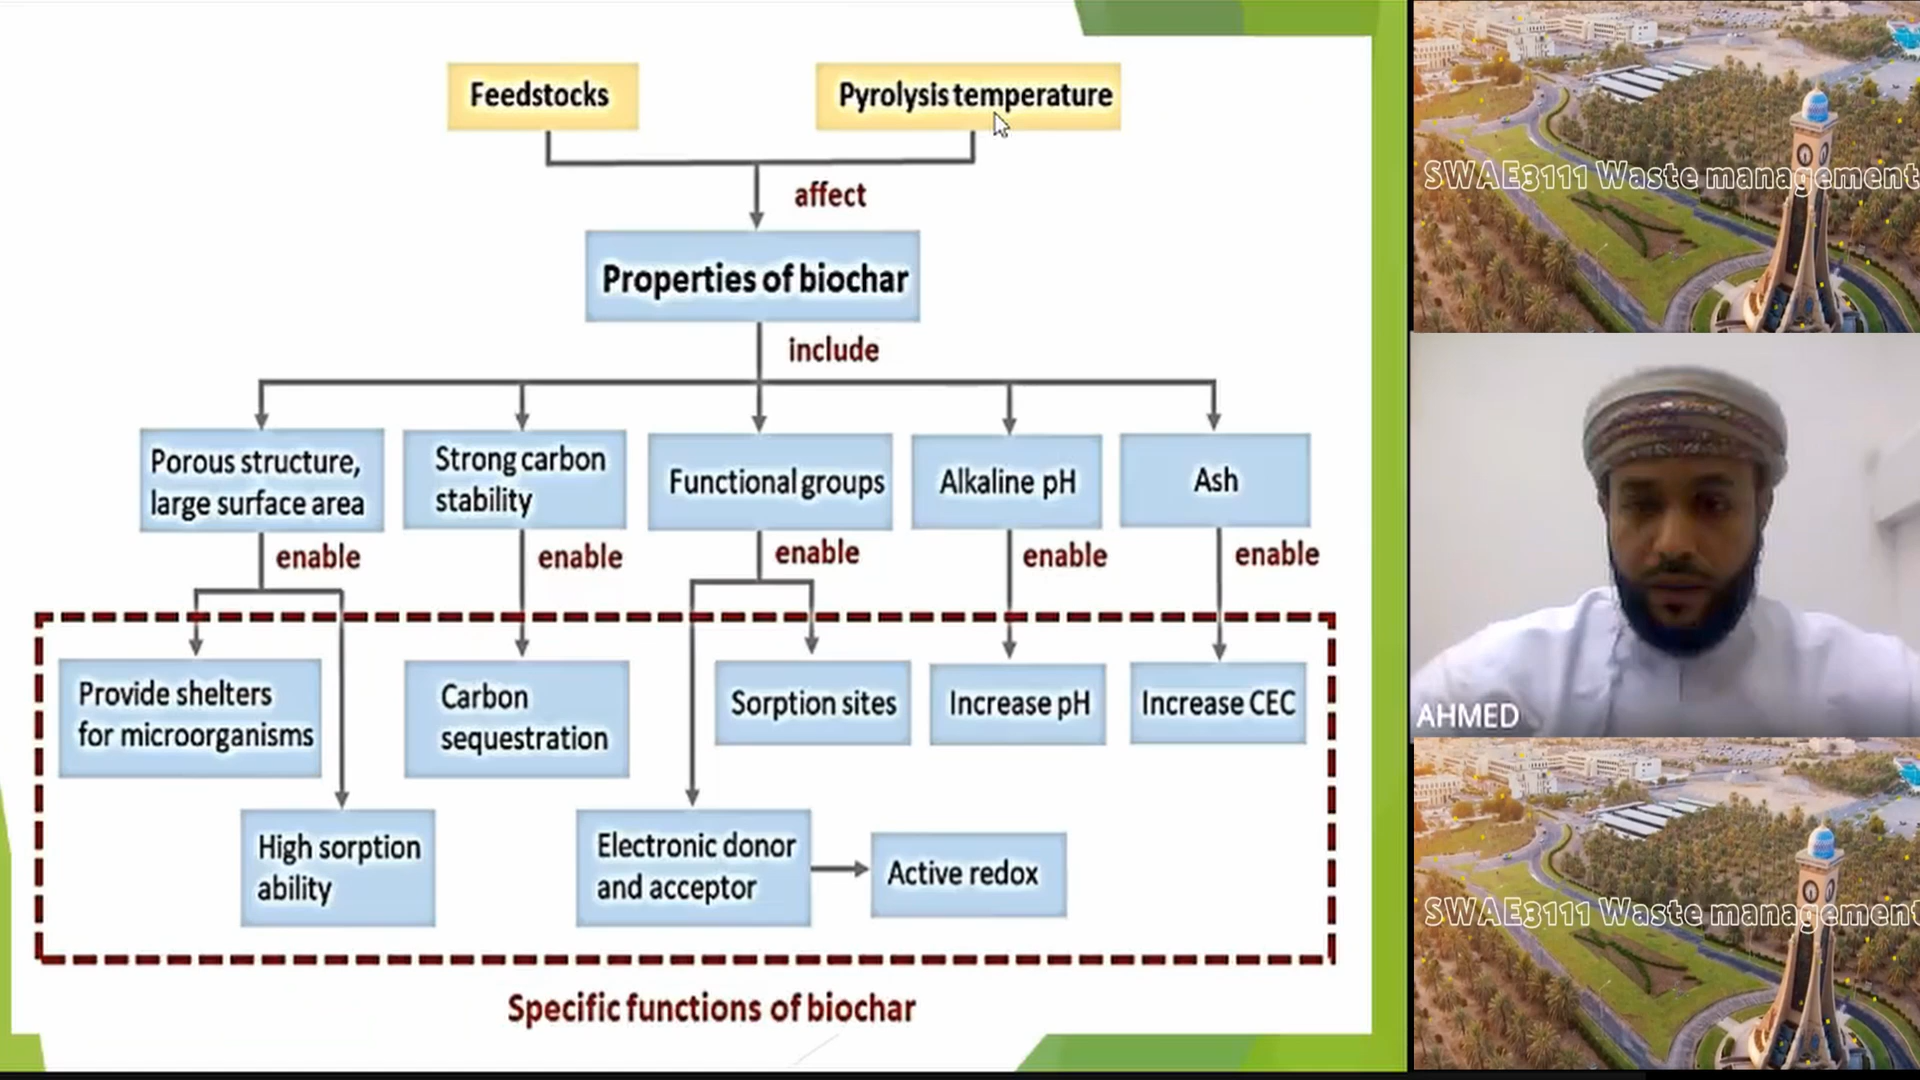 Feedstocks
Pyrolysis temperature
affect
Properties of biochar
include
Porous structure,
large surface area
Strong carbon
stability
Functional groups
Alkaline pH
Ash
enable
enable
enable
enable
enable
Provide shelters
for microorganisms
Carbon
sequestration
Sorption sites
Increase pH
Increase CEC
High sorption
ability
Electronic donor
and acceptor
Active redox
Specific functions of biochar
SWAE3111 Waste management
AHMED
SWAE3111 Waste management